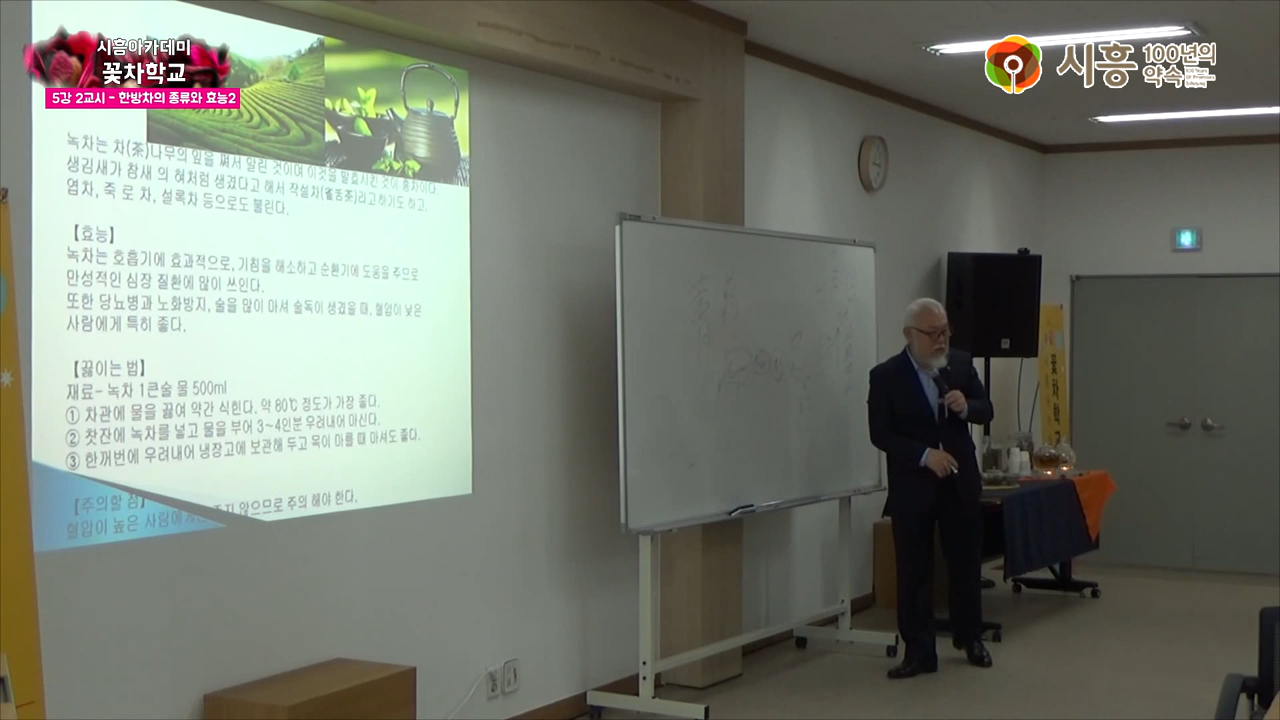 시흥아카데미
꽃차학교
5강 2교시 - 한방차의 종류와 효능2
시흥 100년의 약속
녹차는 차(茶)나무의 잎을 쪄서 말린 것이며 이것을 발효시킨 것이 홍차이다.
생김새가 참새 의 혀처럼 생겼다고 해서 작설차(雀舌茶)라고하기도 하고,
엽차, 죽 로 차, 설록차 등으로도 불린다.
【효능】
녹차는 호흡기에 효과적으로, 기침을 해소하고 순환기에 도움을 주므로
만성적인 심장 질환에 많이 쓰인다.
또한 당뇨병과 노화방지, 술을 많이 마셔 술독이 생겼을 때, 혈압이 낮은
사람에게 특히 좋다.
【끓이는 법】
재료- 녹차 1큰술 물 500ml
① 차관에 물을 끓여 약간 식힌다. 약 80℃ 정도가 가장 좋다.
② 찻잔에 녹차를 넣고 물을 부어 3~4인분 우려내어 마신다.
③ 한꺼번에 우려내어 냉장고에 보관해 두고 목이 마를 때 마셔도 좋다.
【주의할 점】
혈압이 높은 사람에게는 좋지 않으므로 주의 해야 한다.
꽃차학교